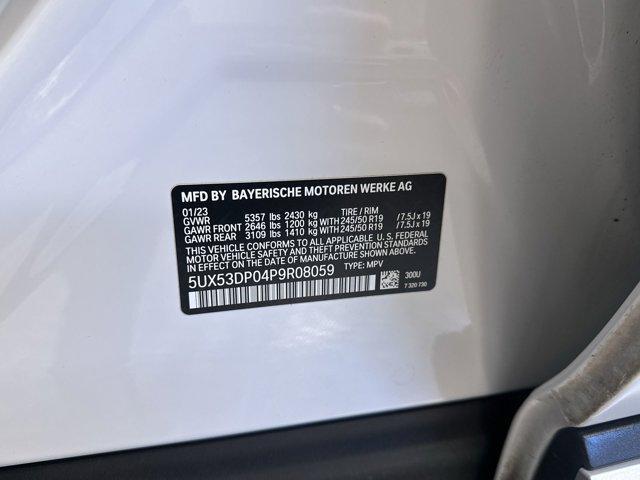 MFD BY BAYERISCHE MOTOREN WERKE AG
01/23 TIRE / RIM
GVWR 5357 lbs 2430 kg
GAWR FRONT 2646 lbs 1200 kg WITH 245/50 R19 /7.5J x 19
GAWR REAR 3109 lbs 1410 kg WITH 245/50 R19 /7.5J x 19
THIS VEHICLE CONFORMS TO ALL APPLICABLE U. S. FEDERAL
MOTOR VEHICLE SAFETY, BUMPER, AND THEFT PREVENTION
STANDARDS IN EFFECT ON THE DATE OF MANUFACTURE SHOWN ABOVE.
5UX53DP04P9R08059 TYPE: MPV
300U
7 320 730